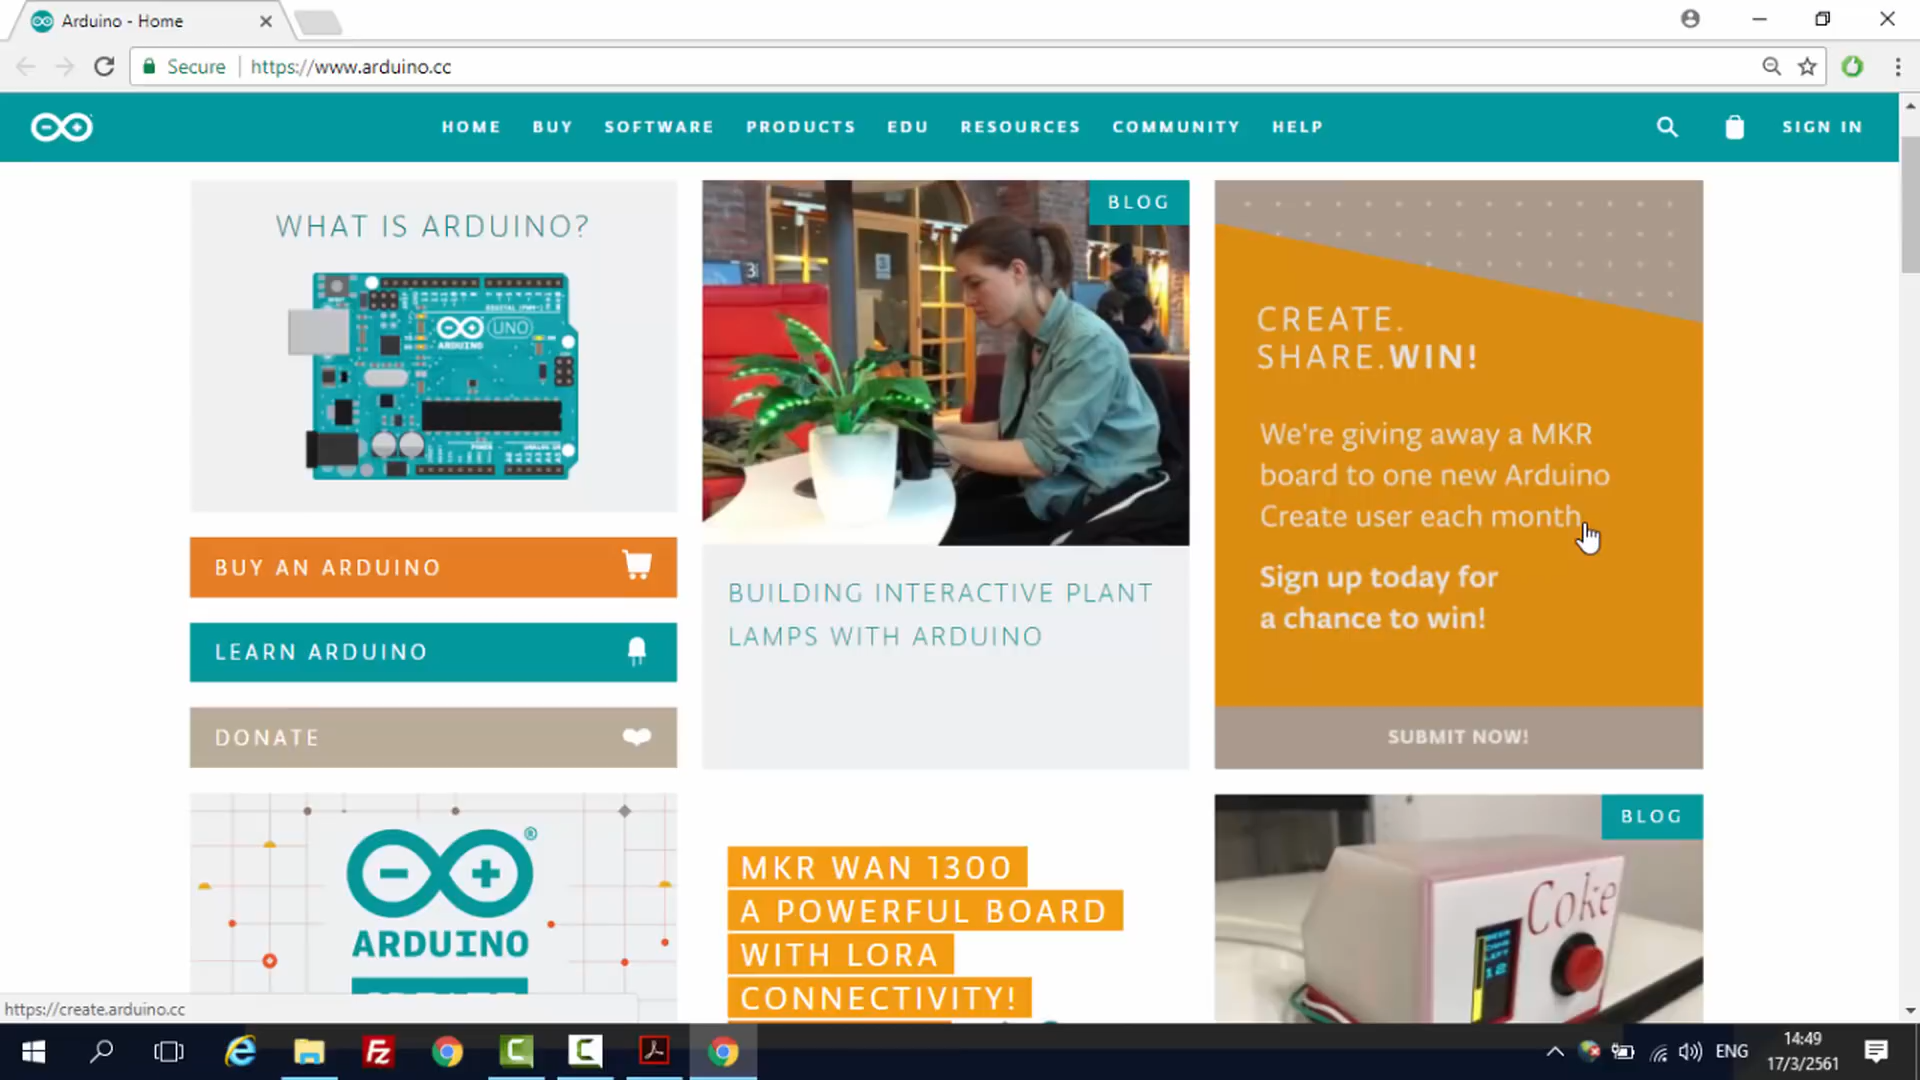 Arduino - Home
Secure
https://www.arduino.cc
HOME
BUY
SOFTWARE
PRODUCTS
EDU
RESOURCES
COMMUNITY
HELP
SIGN IN
WHAT IS ARDUINO?
UNO
ARDUINO
BUY AN ARDUINO
LEARN ARDUINO
DONATE
BLOG
3
BUILDING INTERACTIVE PLANT
LAMPS WITH ARDUINO
CREATE.
SHARE.WIN!
We're giving away a MKR
board to one new Arduino
Create user each month.
Sign up today for
a chance to win!
SUBMIT NOW!
ARDUINO
MKR WAN 1300
A POWERFUL BOARD
WITH LORA
CONNECTIVITY!
BLOG
Coke
12
https://create.arduino.cc
Fz
ENG
14:49
17/3/2561